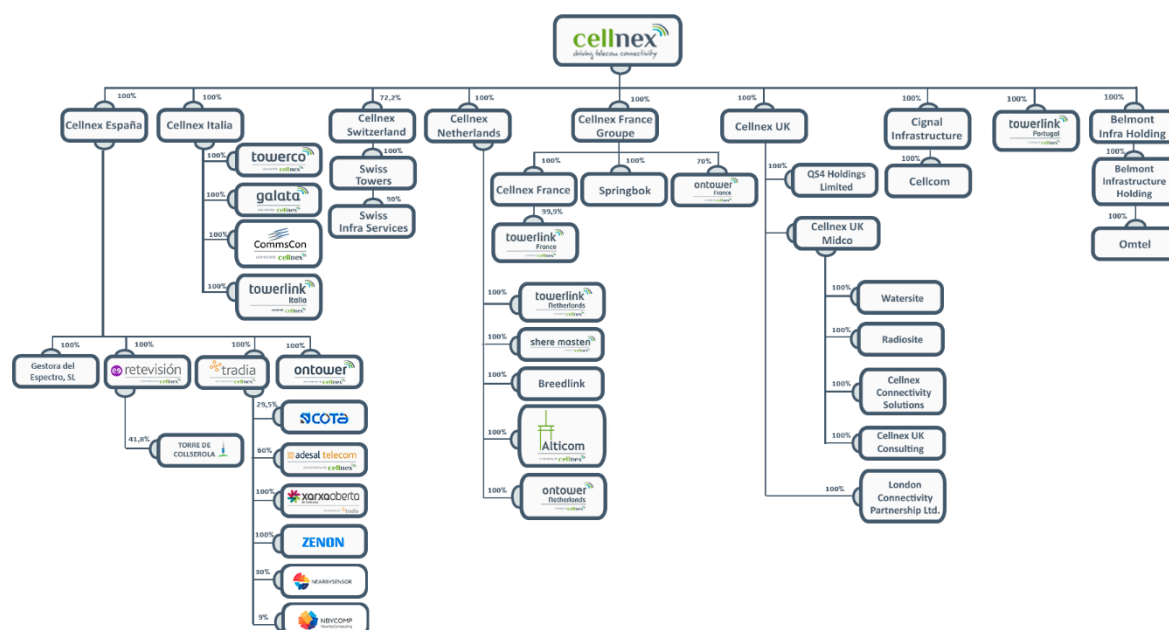 cellnex
driving telecom connectivity
100%
100%
72,2%
100%
100%
100%
100%
100%
100%
Cellnex España
Cellnex Italia
Cellnex
Switzerland
Cellnex
Netherlands
Cellnex France
Groupe
Cellnex UK
Cignal
Infrastructure
towerlink
Portugal
Belmont
Infra Holding
100%
towerco
100%
galata
100%
CommsCon
cellnex
100%
towerlink
Italia
cellnex
100%
Swiss
Towers
90%
Swiss
Infra Services
100%
Cellnex France
99,9%
towerlink
France
100%
Springbok
70%
ontower
France
100%
towerlink
Netherlands
100%
shere masten
100%
Breedlink
100%
Alticom
cellnex
100%
ontower
Netherlands
100%
QS4 Holdings
Limited
100%
Cellnex UK
Midco
100%
Watersite
100%
Radiosite
100%
Cellnex
Connectivity
Solutions
100%
Cellnex UK
Consulting
100%
London
Connectivity
Partnership Ltd.
100%
Cellcom
100%
Belmont
Infrastructure
Holding
100%
Omtel
100%
Gestora del
Espectro, SL
100%
retevisión
41,8%
TORRE DE
COLLSEROLA
100%
tradia
100%
ontower
29,5%
COTA
80%
adesal telecom
cellnex
100%
xarxaoberta
tradia
100%
ZENON
30%
NEARBYSENSOR
9%
NBYCOMP
NearbyComputing